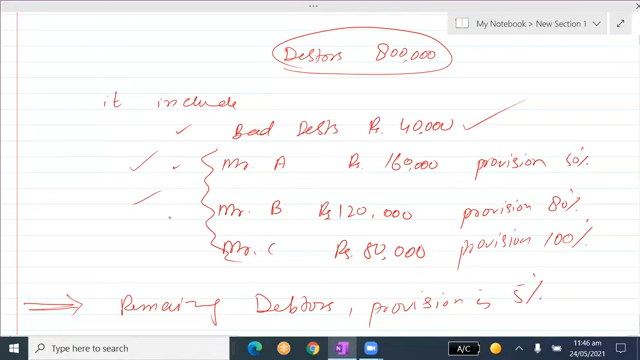 My Notebook > New Section 1
Debtors 800,000
it include
Bad Debts Rs. 40,000
Mr. A Rs. 160,000 provision 50%
Mr. B Rs 120,000 provision 80%
Mr. C Rs. 80,000 provision 100%
Remaining Debtors, provision is 5%
Type here to search
A/C
11:46 am
24/05/2021